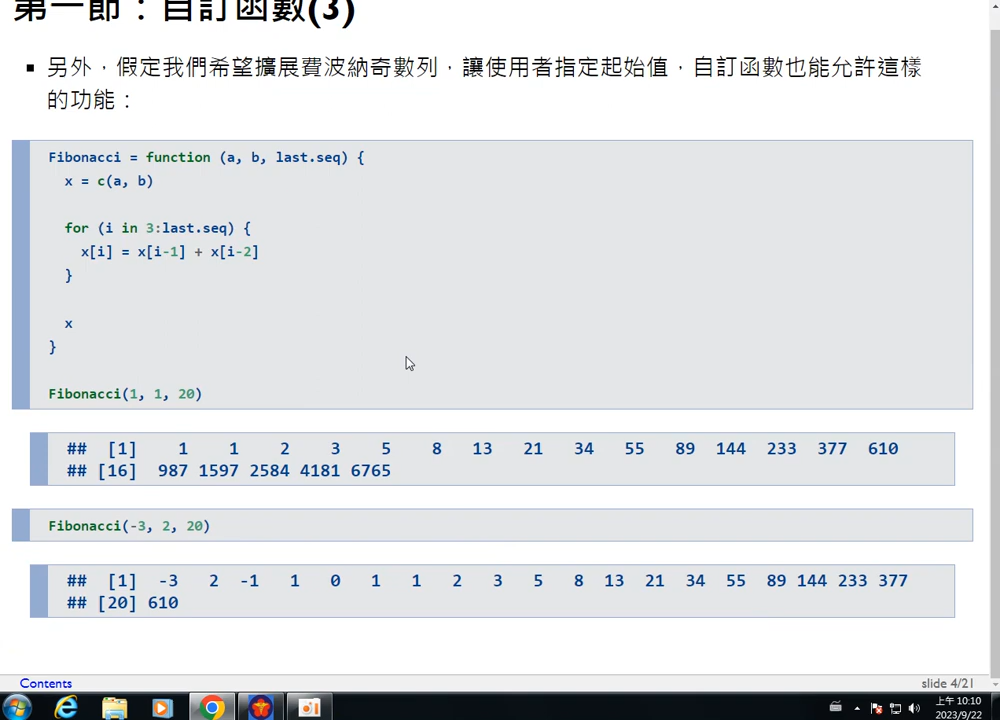 第一節：自訂函數(3)
▪ 另外，假定我們希望擴展費波納奇數列，讓使用者指定起始值，自訂函數也能允許這樣
的功能：
Fibonacci = function (a, b, last.seq) {
  x = c(a, b)
  for (i in 3:last.seq) {
    x[i] = x[i-1] + x[i-2]
  }
  x
}
Fibonacci(1, 1, 20)
##  [1]    1    1    2    3    5    8   13   21   34   55   89  144  233  377  610
## [16]  987 1597 2584 4181 6765
Fibonacci(-3, 2, 20)
##  [1]  -3   2  -1   1   0   1   1   2   3   5   8  13  21  34  55  89 144 233 377
## [20] 610
Contents
slide 4/21
上午 10:10
2023/9/22